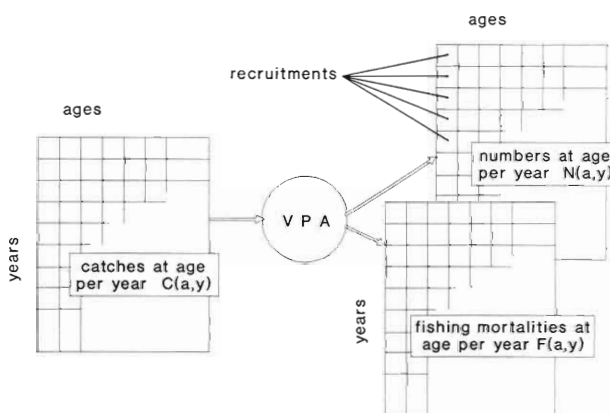 ages
recruitments
ages
numbers at age
per year N(a,y)
V P A
years
catches at age
per year C(a,y)
years
fishing mortalities at
age per year F(a,y)